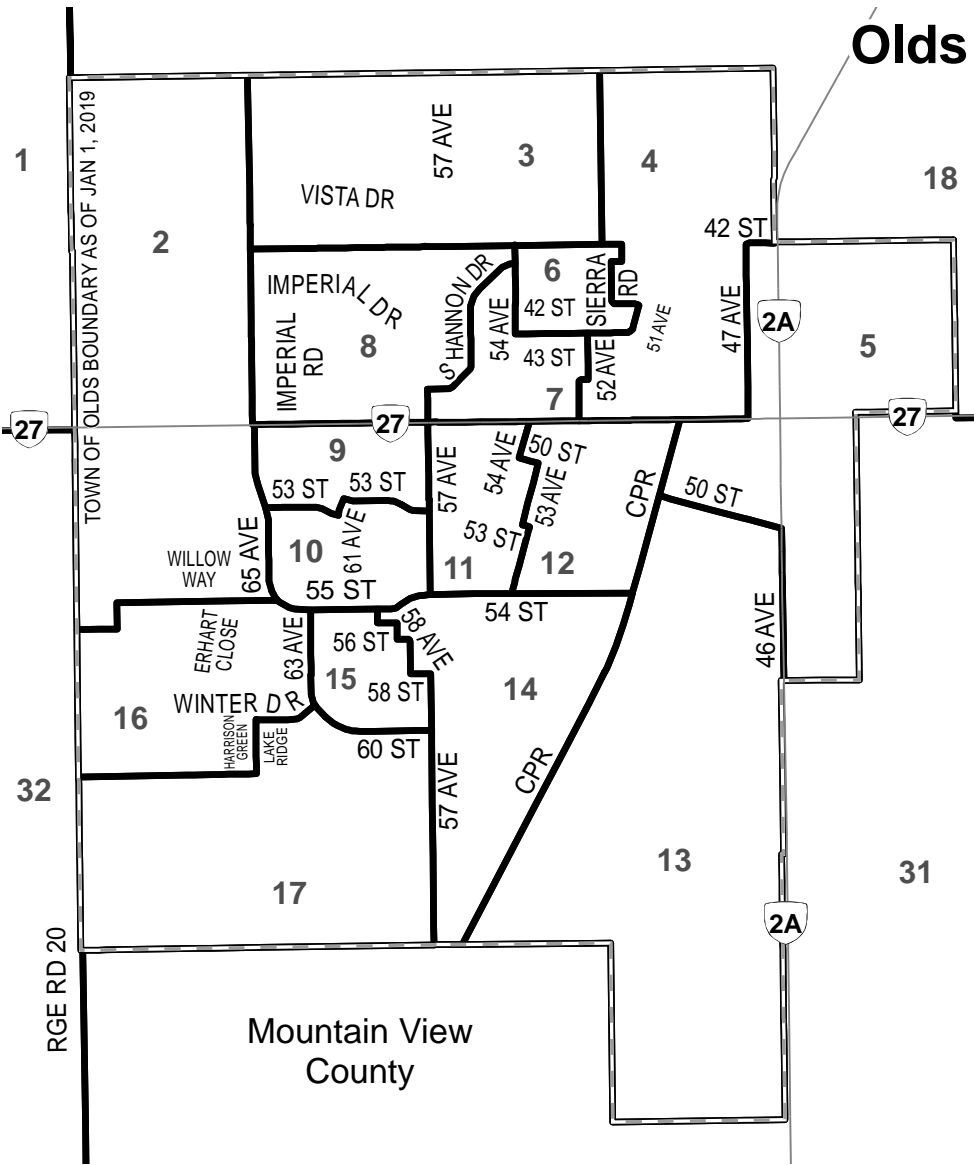 Olds
TOWN OF OLDS BOUNDARY AS OF JAN 1, 2019
1
2
57 AVE
3
4
18
VISTA DR
42 ST
IMPERIAL DR
SHANNON DR
6
SIERRA
RD
42 ST
54 AVE
51 AVE
47 AVE
2A
5
IMPERIAL
RD
8
43 ST
52 AVE
7
27
27
27
9
57 AVE
54 AVE
50 ST
53 AVE
CPR
50 ST
53 ST
53 ST
53 ST
65 AVE
10
61 AVE
11
12
WILLOW
WAY
55 ST
54 ST
46 AVE
ERHART
CLOSE
63 AVE
56 ST
58 AVE
15
58 ST
14
16
WINTER DR
HARRISON
GREEN
LAKE
RIDGE
60 ST
57 AVE
CPR
32
13
31
17
2A
RGE RD 20
Mountain View
County